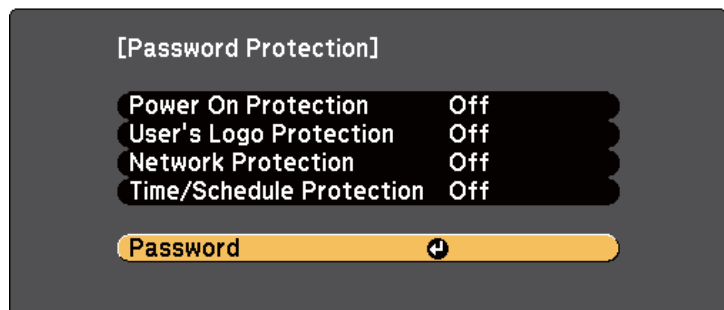 [Password Protection]
Power On Protection Off
User's Logo Protection Off
Network Protection Off
Time/Schedule Protection Off
Password